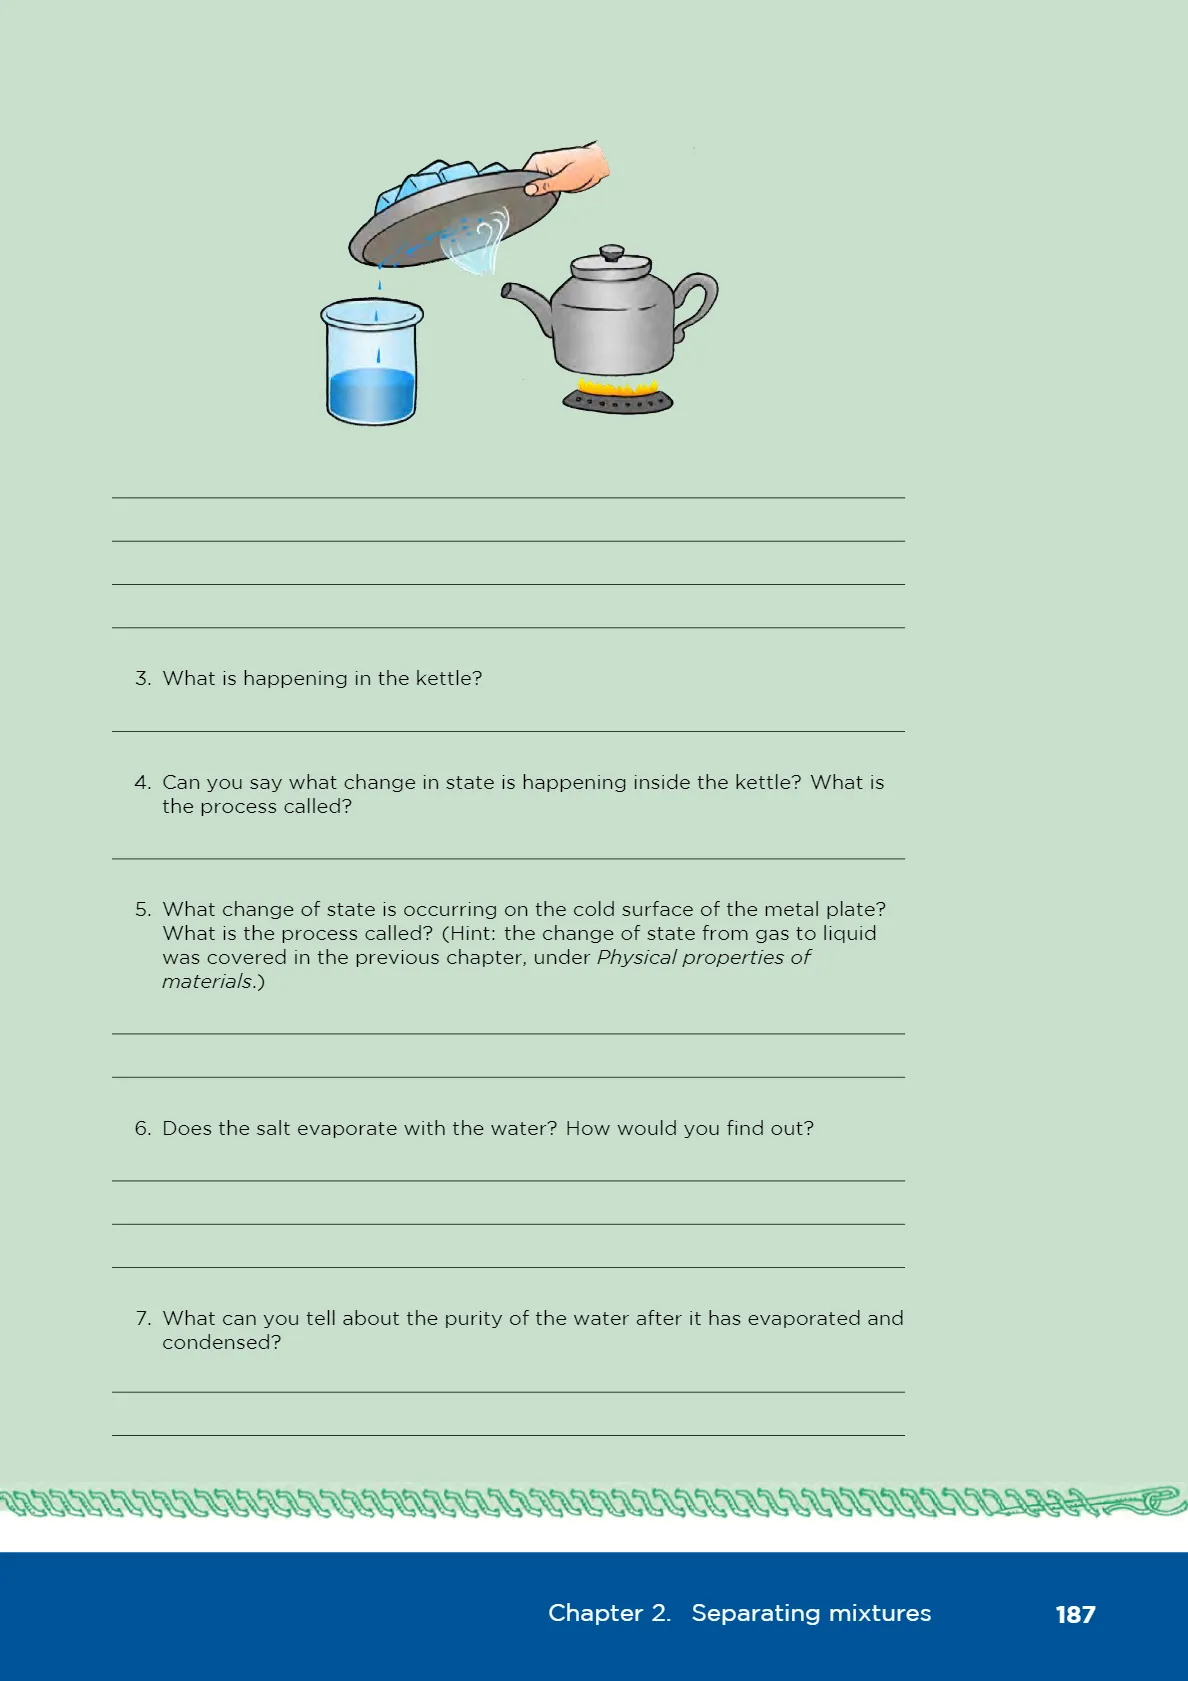 3. What is happening in the kettle?
4. Can you say what change in state is happening inside the kettle? What is
the process called?
5. What change of state is occurring on the cold surface of the metal plate?
What is the process called? (Hint: the change of state from gas to liquid
was covered in the previous chapter, under Physical properties of
materials.)
6. Does the salt evaporate with the water? How would you find out?
7. What can you tell about the purity of the water after it has evaporated and
condensed?
Chapter 2. Separating mixtures 187